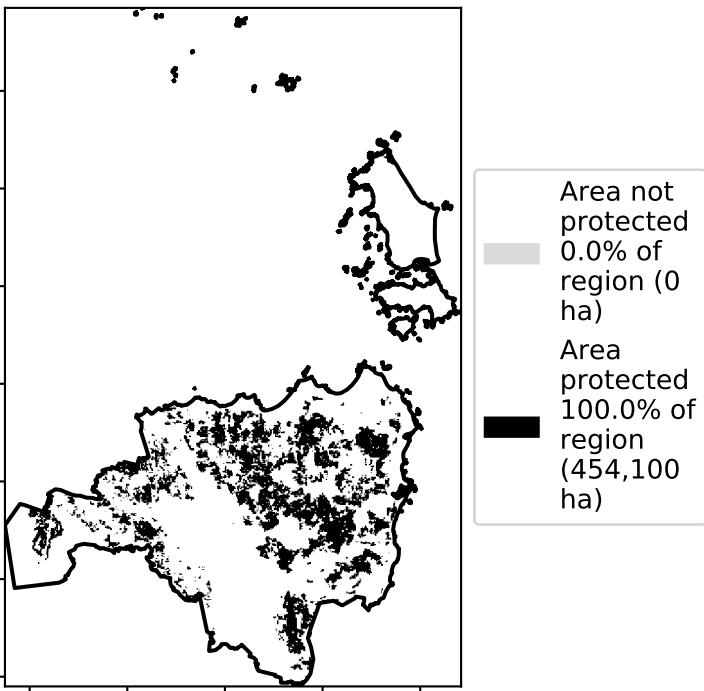 Area not
protected
0.0% of
region (0
ha)
Area
protected
100.0% of
region
(454,100
ha)